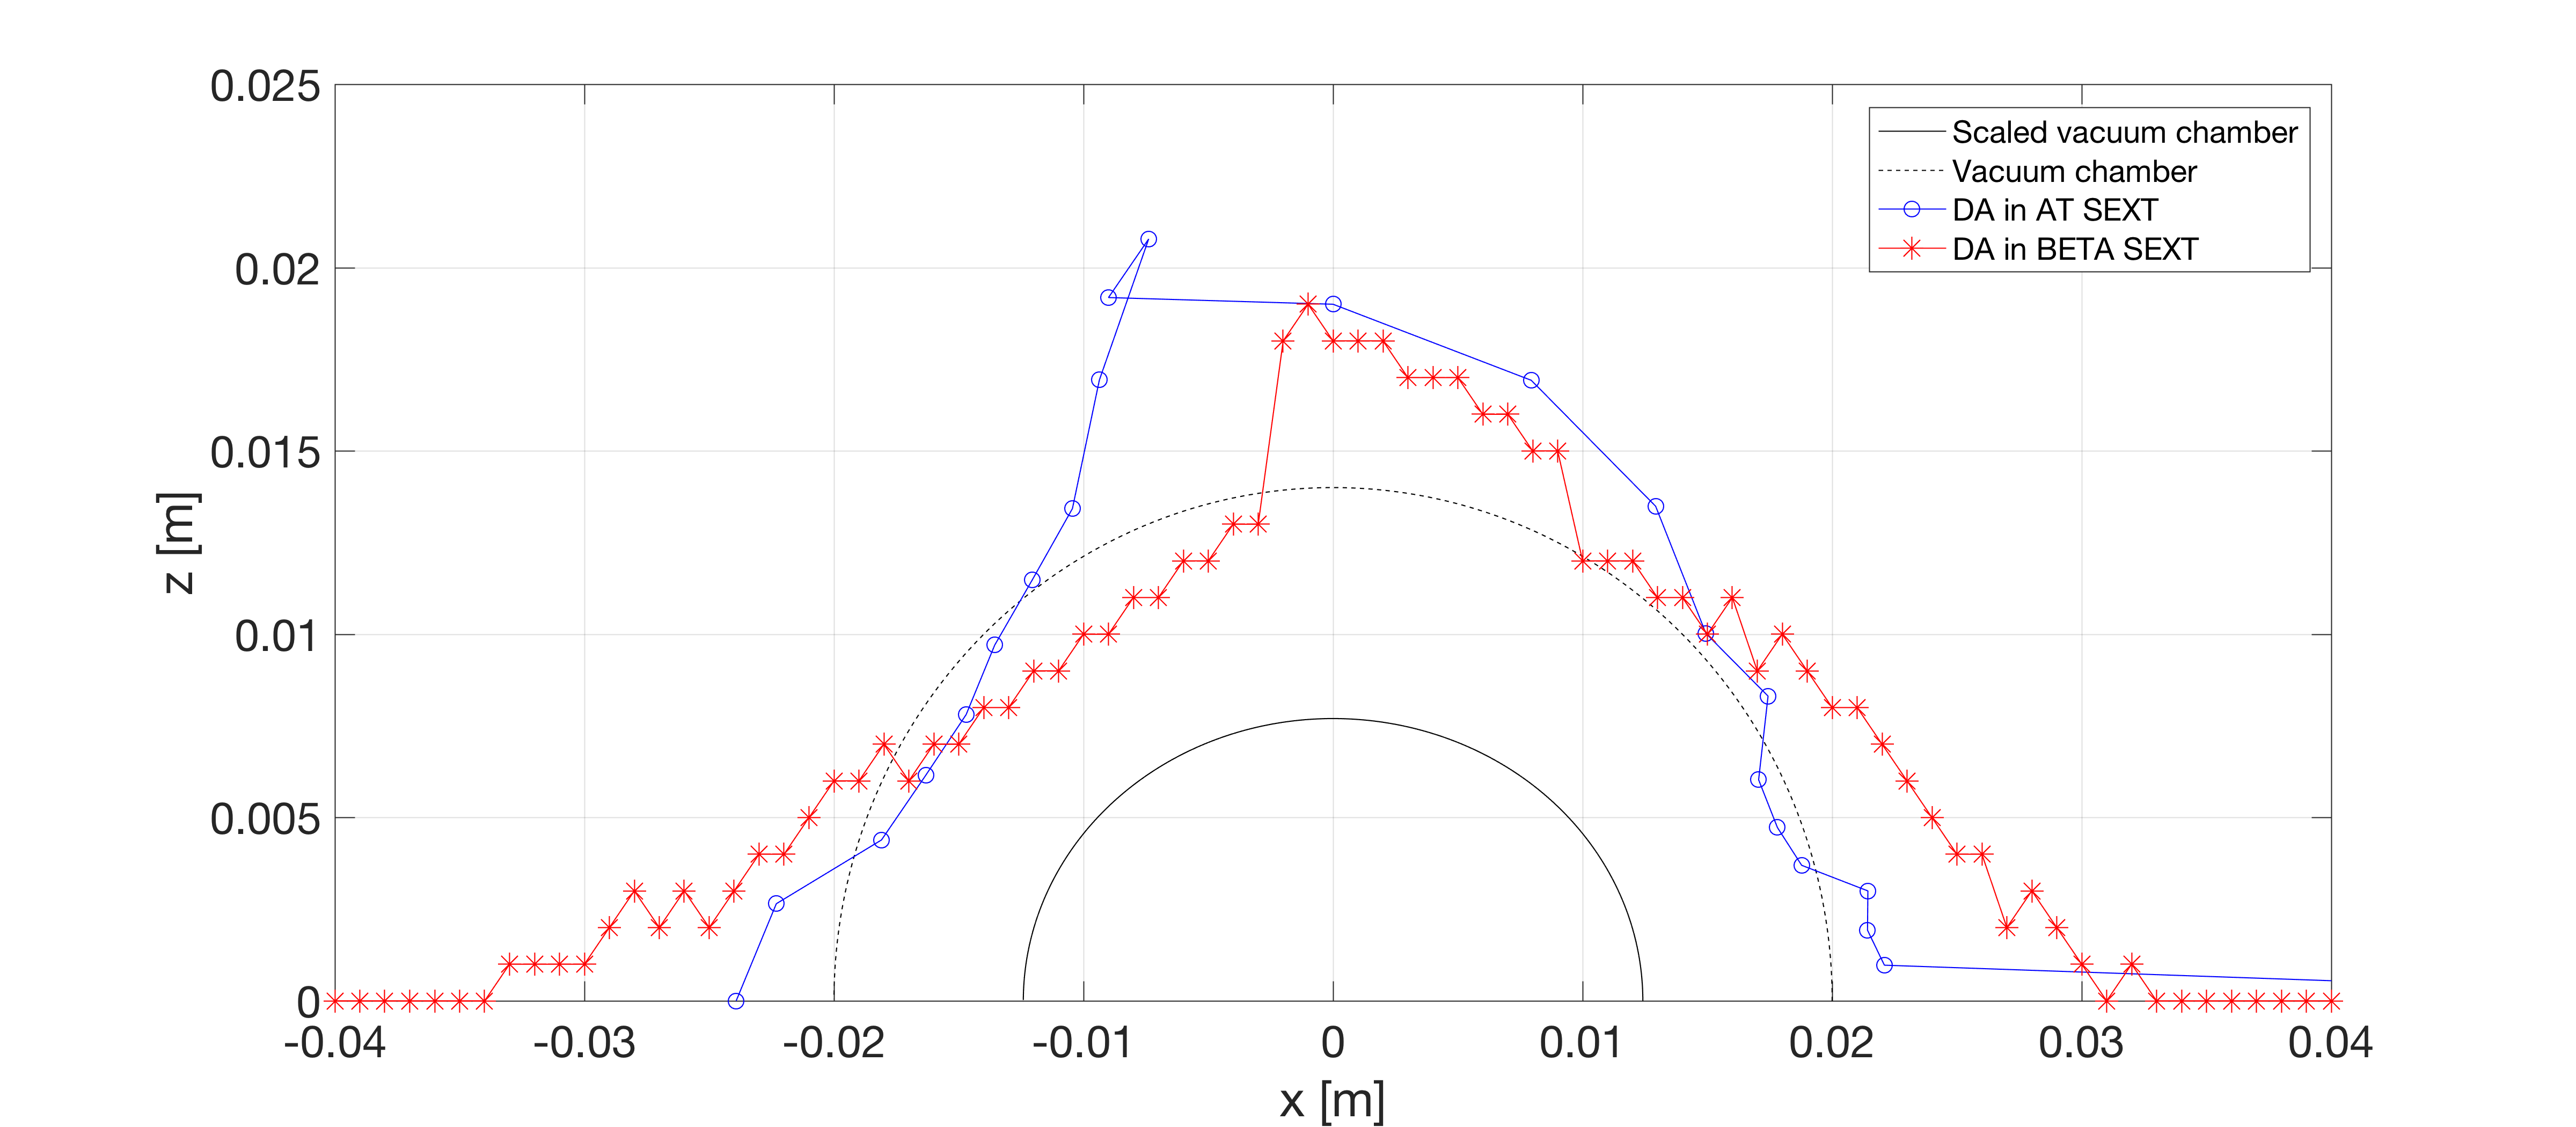 0.025
0.02
0.015
0.01
0.005
0
z [m]
Scaled vacuum chamber
Vacuum chamber
DA in AT SEXT
DA in BETA SEXT
-0.04 -0.03 -0.02 -0.01 0 0.01 0.02 0.03 0.04
x [m]